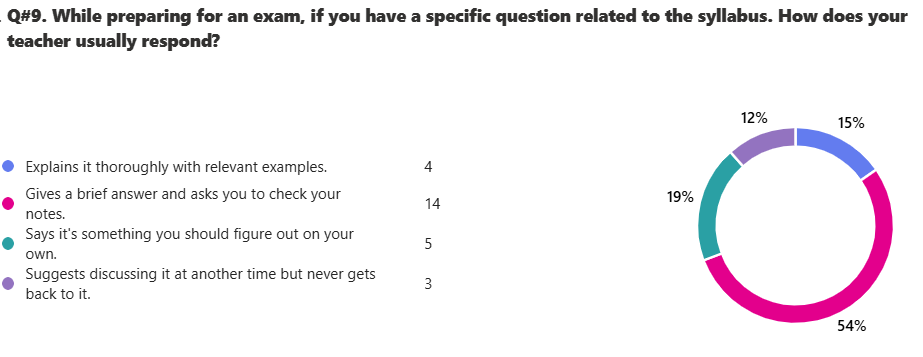 Q#9. While preparing for an exam, if you have a specific question related to the syllabus. How does your
teacher usually respond?
12%
15%
Explains it thoroughly with relevant examples.
4
Gives a brief answer and asks you to check your
notes.
14
19%
Says it's something you should figure out on your
own.
5
Suggests discussing it at another time but never gets
back to it.
3
54%